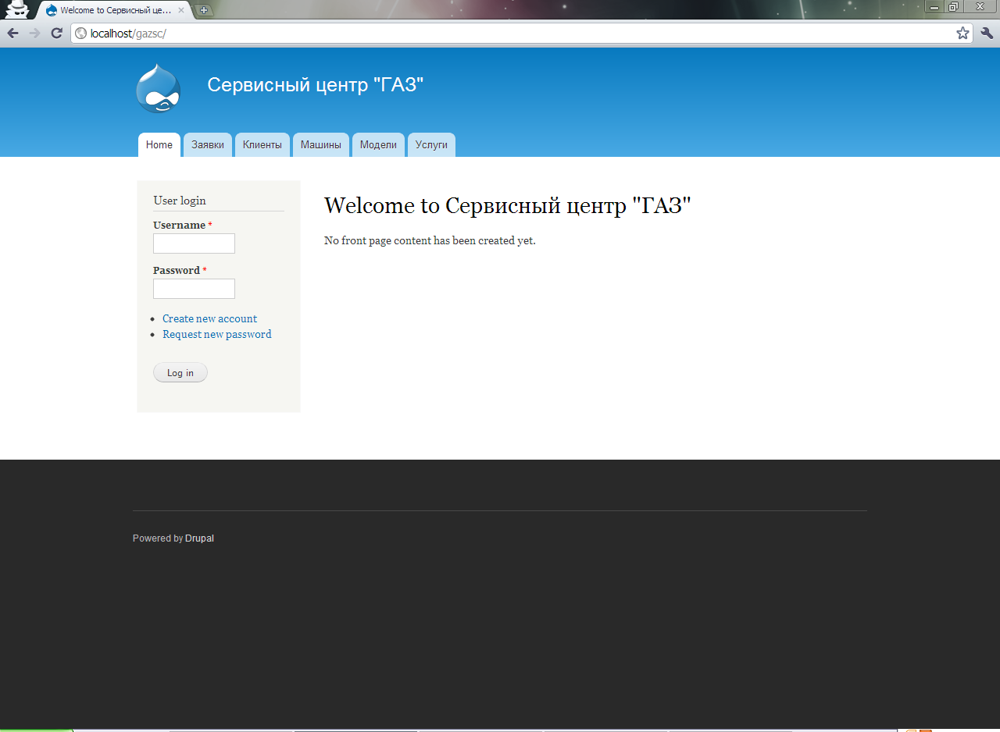 Welcome to Сервисный це...
localhost/gazsc/
Сервисный центр "ГАЗ"
Home Заявки Клиенты Машины Модели Услуги
User login
Username *
Password *
Create new account
Request new password
Log in
Welcome to Сервисный центр "ГАЗ"
No front page content has been created yet.
Powered by Drupal